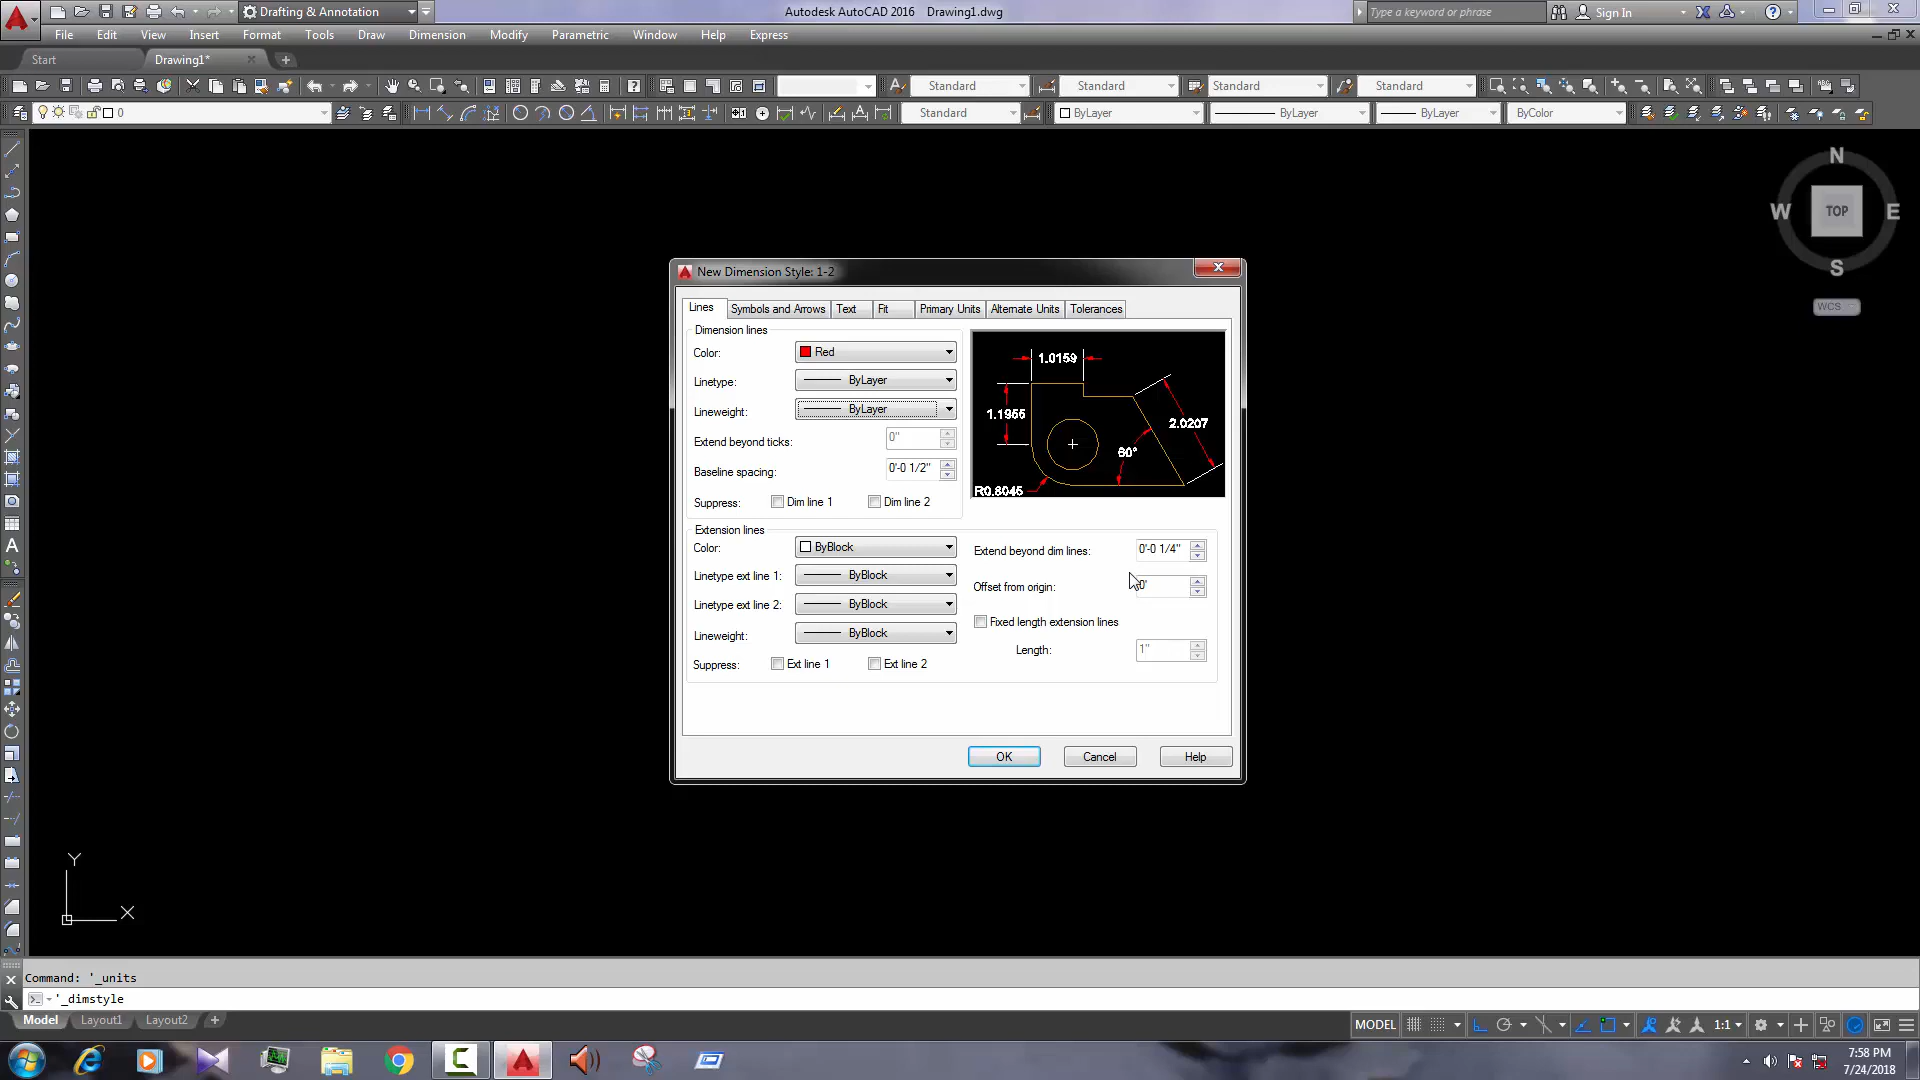 Drafting & Annotation
Autodesk AutoCAD 2016 Drawing1.dwg
Type a keyword or phrase
Sign In
File Edit View Insert Format Tools Draw Dimension Modify Parametric Window Help Express
Start Drawing1*
Standard Standard Standard Standard
0 Standard ByLayer ByLayer ByLayer ByColor
N
W TOP E
S
WCS
New Dimension Style: 1-2
Lines Symbols and Arrows Text Fit Primary Units Alternate Units Tolerances
Dimension lines
Color: Red
Linetype: ByLayer
Lineweight: ByLayer
Extend beyond ticks: 0"
Baseline spacing: 0'-0 1/2"
Suppress: Dim line 1 Dim line 2
1.0159
1.1955
2.0207
60°
R0.8045
Extension lines
Color: ByBlock
Linetype ext line 1: ByBlock
Linetype ext line 2: ByBlock
Lineweight: ByBlock
Suppress: Ext line 1 Ext line 2
Extend beyond dim lines: 0'-0 1/4"
Offset from origin: 0'
Fixed length extension lines
Length: 1"
OK Cancel Help
Y
X
Command: '_units
'_dimstyle
Model Layout1 Layout2
MODEL 1:1
7:58 PM
7/24/2018